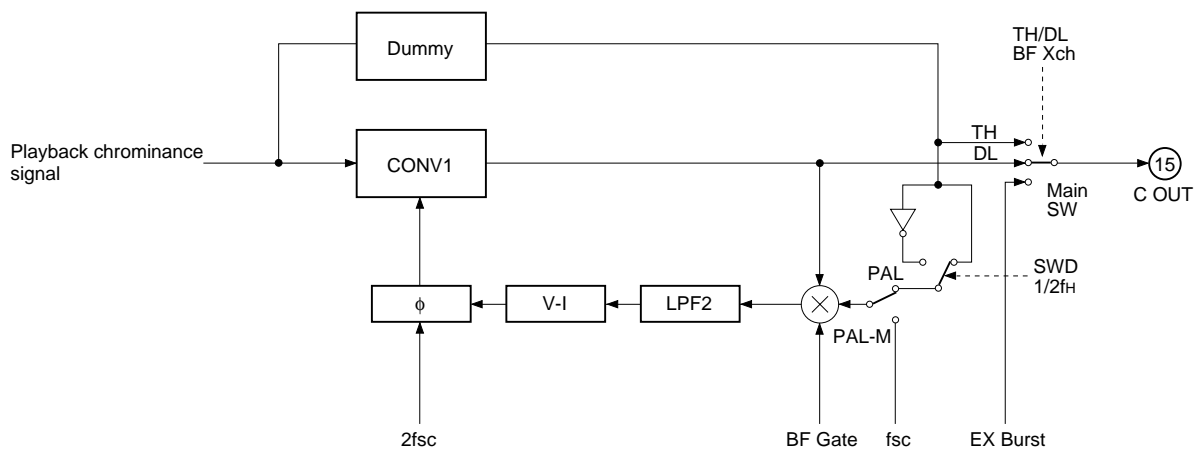 TH/DL
BF Xch
Dummy
TH
Playback chrominance
signal
CONV1
DL
15
Main
SW
C OUT
PAL
SWD
1/2fH
ϕ
V-I
LPF2
PAL-M
2fsc
BF Gate
fsc
EX Burst